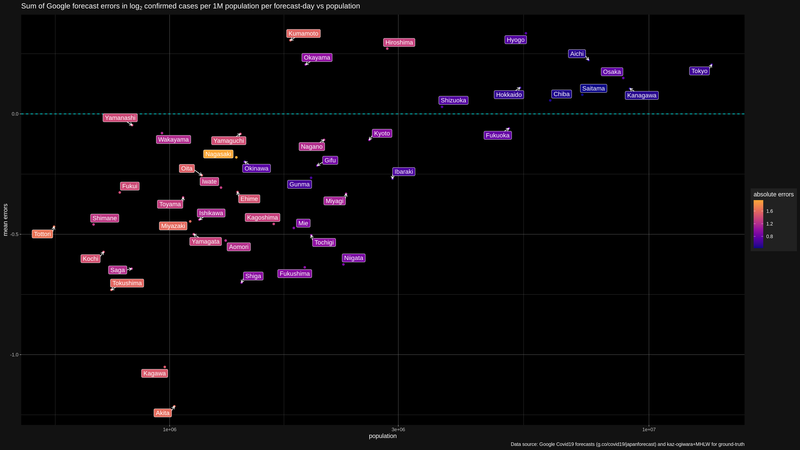 Sum of Google forecast errors in log2 confirmed cases per 1M population per forecast-day vs population
Kumamoto
Hiroshima
Hyogo
Okayama
Aichi
Osaka
Tokyo
Saitama
Hokkaido
Chiba
Kanagawa
Shizuoka
0.0
Yamanashi
Kyoto
Fukuoka
Wakayama
Yamaguchi
Nagano
Nagasaki
Gifu
Oita
Okinawa
Ibaraki
Iwate
Gunma
Fukui
Ehime
Miyagi
Toyama
Ishikawa
Shimane
Kagoshima
Miyazaki
Mie
-0.5
Tottori
Yamagata
Aomori
Tochigi
Kochi
Niigata
Saga
Fukushima
Shiga
Tokushima
-1.0
Kagawa
Akita
mean errors
absolute errors
1.6
1.2
0.8
1e+06
3e+06
1e+07
population
Data source: Google Covid19 forecasts (g.co/covid19/japanforecast) and kaz-ogiwara+MHLW for ground-truth